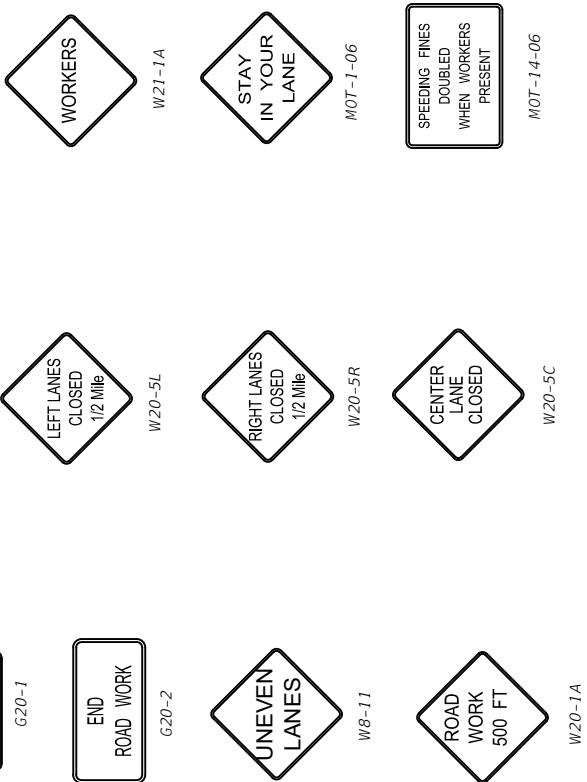 WORKERS
W21-1A
STAY
IN YOUR
LANE
MOT-1-06
SPEEDING FINES
DOUBLED
WHEN WORKERS
PRESENT
MOT-14-06
LEFT LANES
CLOSED
1/2 Mile
W20-5L
RIGHT LANES
CLOSED
1/2 Mile
W20-5R
CENTER
LANE
CLOSED
W20-5C
G20-1
END
ROAD WORK
G20-2
UNEVEN
LANES
W8-11
ROAD
WORK
500 FT
W20-1A